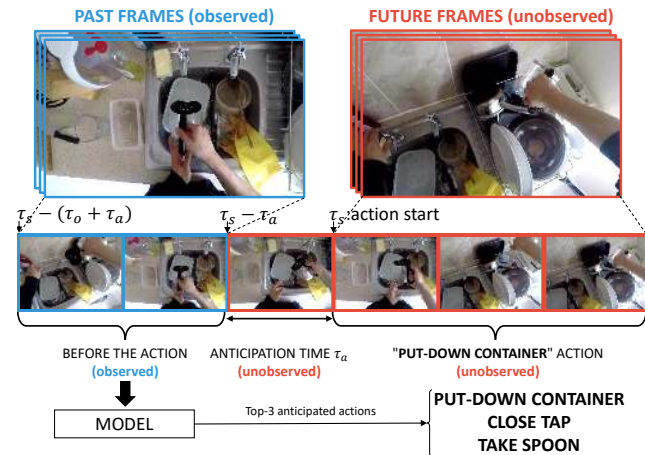 PAST FRAMES (observed)
FUTURE FRAMES (unobserved)
τₛ − (τₒ + τₐ)
τₛ − τₐ
τₛ action start
BEFORE THE ACTION
(observed)
ANTICIPATION TIME τₐ
(unobserved)
"PUT-DOWN CONTAINER" ACTION
(unobserved)
MODEL
Top-3 anticipated actions
PUT-DOWN CONTAINER
CLOSE TAP
TAKE SPOON